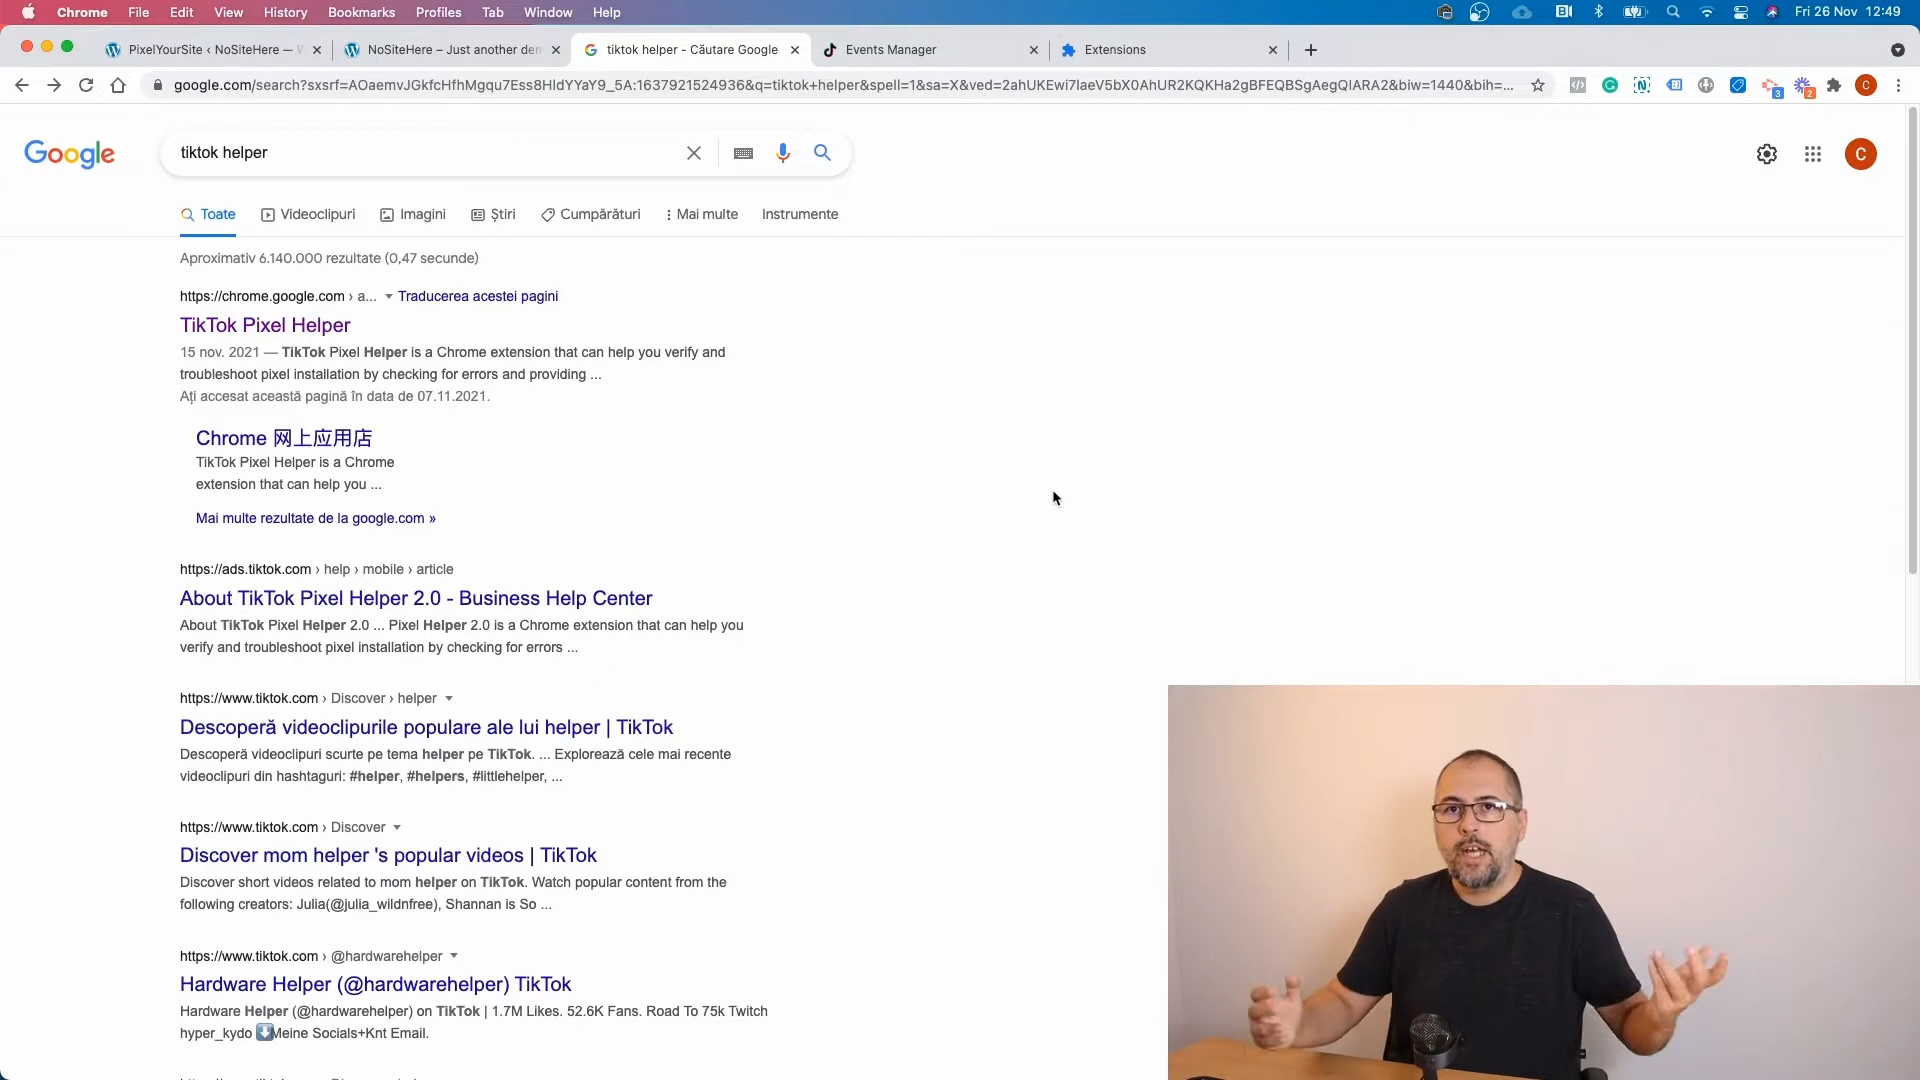 Chrome File Edit View History Bookmarks Profiles Tab Window Help Fri 26 Nov 12:49
PixelYourSite ‹ NoSiteHere — W NoSiteHere – Just another den tiktok helper - Căutare Google Events Manager Extensions
google.com/search?sxsrf=AOaemvJGkfcHfhMgqu7Ess8HldYYaY9_5A:1637921524936&q=tiktok+helper&spell=1&sa=X&ved=2ahUKEwi7laeV5bX0AhUR2KQKHa2gBFEQBSgAegQIARA2&biw=1440&bih=... 3 2 C
Google tiktok helper C
Toate Videoclipuri Imagini Știri Cumpărături Mai multe Instrumente
Aproximativ 6.140.000 rezultate (0,47 secunde)
https://chrome.google.com › a... Traducerea acestei pagini
TikTok Pixel Helper
15 nov. 2021 — TikTok Pixel Helper is a Chrome extension that can help you verify and
troubleshoot pixel installation by checking for errors and providing ...
Ați accesat această pagină în data de 07.11.2021.
Chrome 网上应用店
TikTok Pixel Helper is a Chrome
extension that can help you ...
Mai multe rezultate de la google.com »
https://ads.tiktok.com › help › mobile › article
About TikTok Pixel Helper 2.0 - Business Help Center
About TikTok Pixel Helper 2.0 ... Pixel Helper 2.0 is a Chrome extension that can help you
verify and troubleshoot pixel installation by checking for errors ...
https://www.tiktok.com › Discover › helper
Descoperă videoclipurile populare ale lui helper | TikTok
Descoperă videoclipuri scurte pe tema helper pe TikTok. ... Explorează cele mai recente
videoclipuri din hashtaguri: #helper, #helpers, #littlehelper, ...
https://www.tiktok.com › Discover
Discover mom helper 's popular videos | TikTok
Discover short videos related to mom helper on TikTok. Watch popular content from the
following creators: Julia(@julia_wildnfree), Shannan is So ...
https://www.tiktok.com › @hardwarehelper
Hardware Helper (@hardwarehelper) TikTok
Hardware Helper (@hardwarehelper) on TikTok | 1.7M Likes. 52.6K Fans. Road To 75k Twitch
hyper_kydo ⬇️Meine Socials+Knt Email.